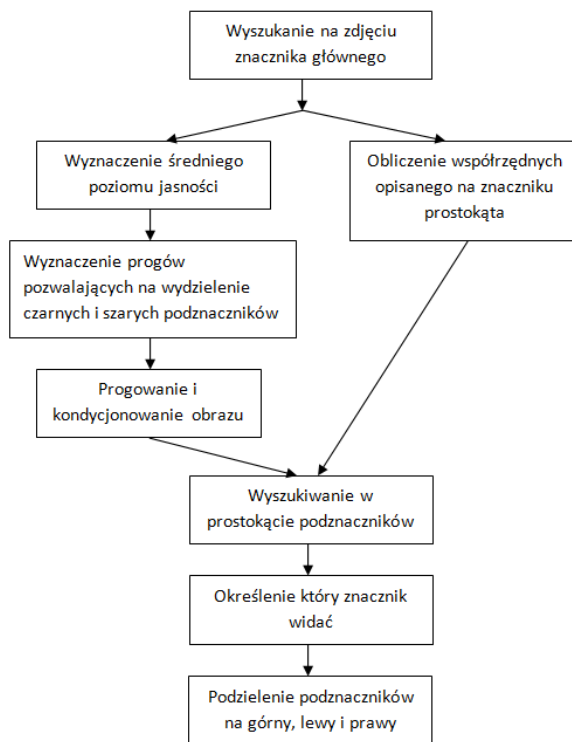 Wyszukanie na zdjęciu
znacznika głównego
Wyznaczenie średniego
poziomu jasności
Obliczenie współrzędnych
opisanego na znaczniku
prostokąta
Wyznaczenie progów
pozwalających na wydzielenie
czarnych i szarych podznaczników
Progowanie i
kondycjonowanie obrazu
Wyszukiwanie w
prostokącie podznaczników
Określenie który znacznik
widać
Podzielenie podznaczników
na górny, lewy i prawy